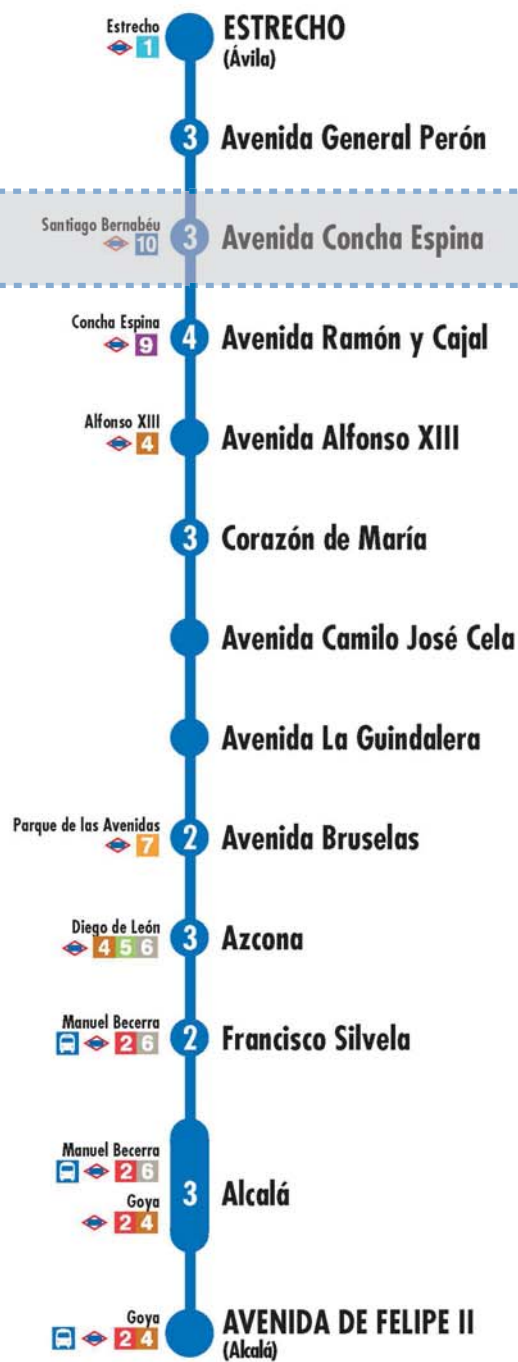 Estrecho
1
ESTRECHO
(Ávila)
3 Avenida General Perón
Santiago Bernabéu
10
3 Avenida Concha Espina
Concha Espina
9
4 Avenida Ramón y Cajal
Alfonso XIII
4
Avenida Alfonso XIII
3 Corazón de María
Avenida Camilo José Cela
Avenida La Guindalera
Parque de las Avenidas
7
2 Avenida Bruselas
Diego de León
4 5 6
3 Azcona
Manuel Becerra
2 6
2 Francisco Silvela
Manuel Becerra
2 6
Goya
2 4
3 Alcalá
Goya
2 4
AVENIDA DE FELIPE II
(Alcalá)